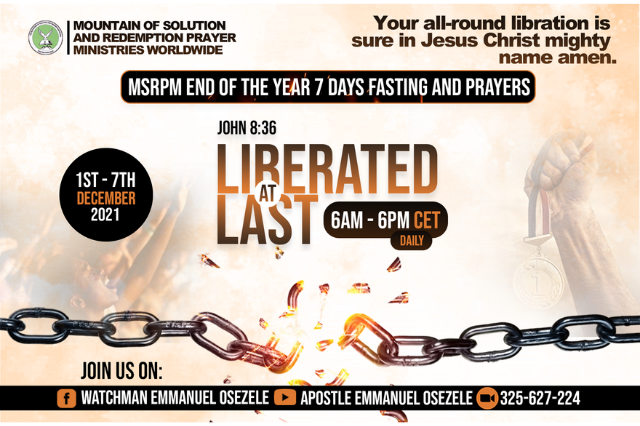 MOUNTAIN OF SOLUTION
AND REDEMPTION PRAYER
MINISTRIES WORLDWIDE
Your all-round libration is
sure in Jesus Christ mighty
name amen.
MSRPM END OF THE YEAR 7 DAYS FASTING AND PRAYERS
JOHN 8:36
LIBERATED
AT
LAST
1ST - 7TH
DECEMBER
2021
6AM - 6PM CET
DAILY
JOIN US ON:
WATCHMAN EMMANUEL OSEZELE APOSTLE EMMANUEL OSEZELE 325-627-224